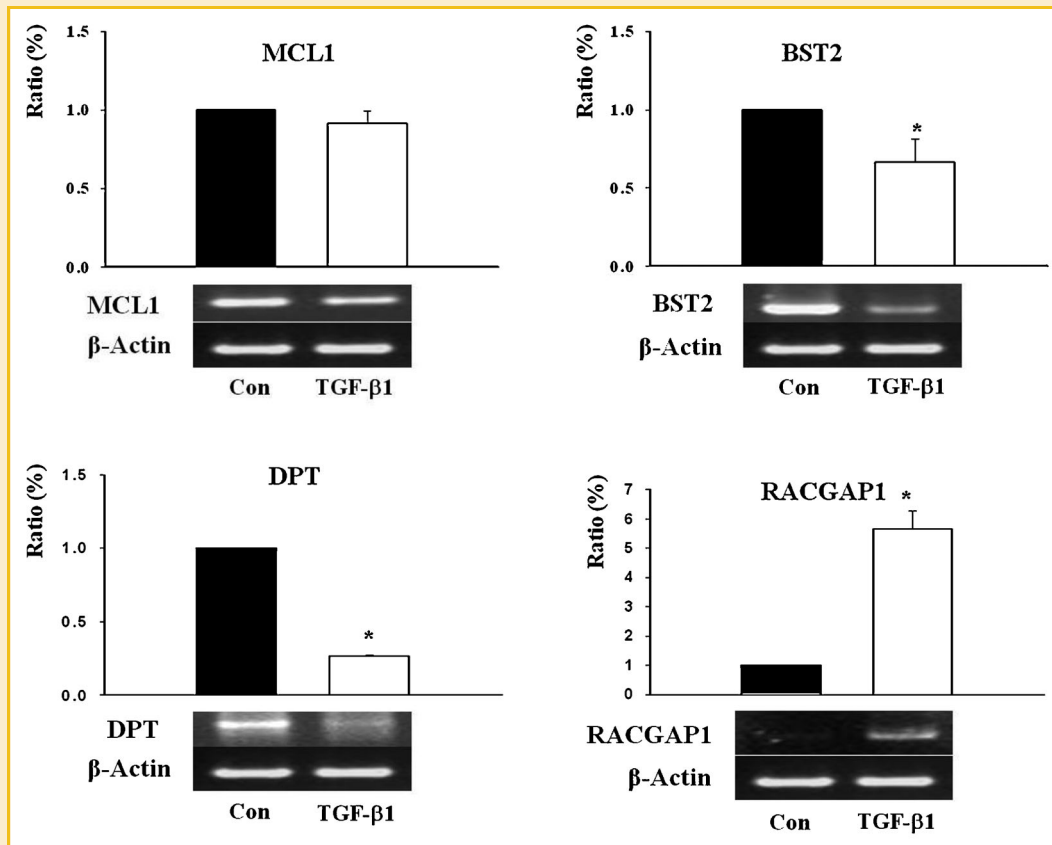 MCL1
Ratio (%)
1.5
1.0
0.5
0.0
MCL1
β-Actin
Con TGF-β1
BST2
Ratio (%)
1.5
1.0
*
0.5
0.0
BST2
β-Actin
Con TGF-β1
DPT
Ratio (%)
1.5
1.0
0.5
*
0.0
DPT
β-Actin
Con TGF-β1
RACGAP1
Ratio (%)
*
7
6
5
4
3
2
1
0
RACGAP1
β-Actin
Con TGF-β1